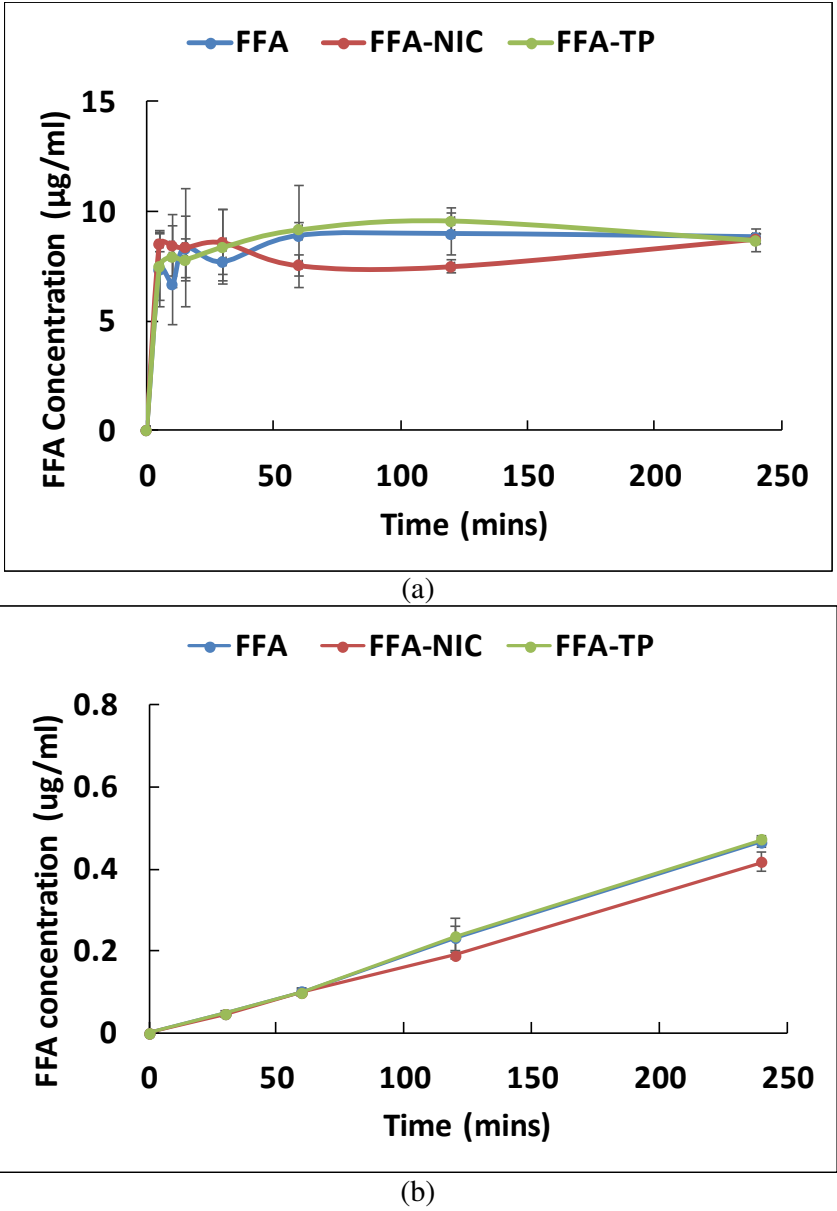 FFA FFA-NIC FFA-TP
15
10
5
0
FFA Concentration (µg/ml)
0 50 100 150 200 250
Time (mins)
(a)
FFA FFA-NIC FFA-TP
0.8
0.6
0.4
0.2
0
FFA concentration (ug/ml)
0 50 100 150 200 250
Time (mins)
(b)